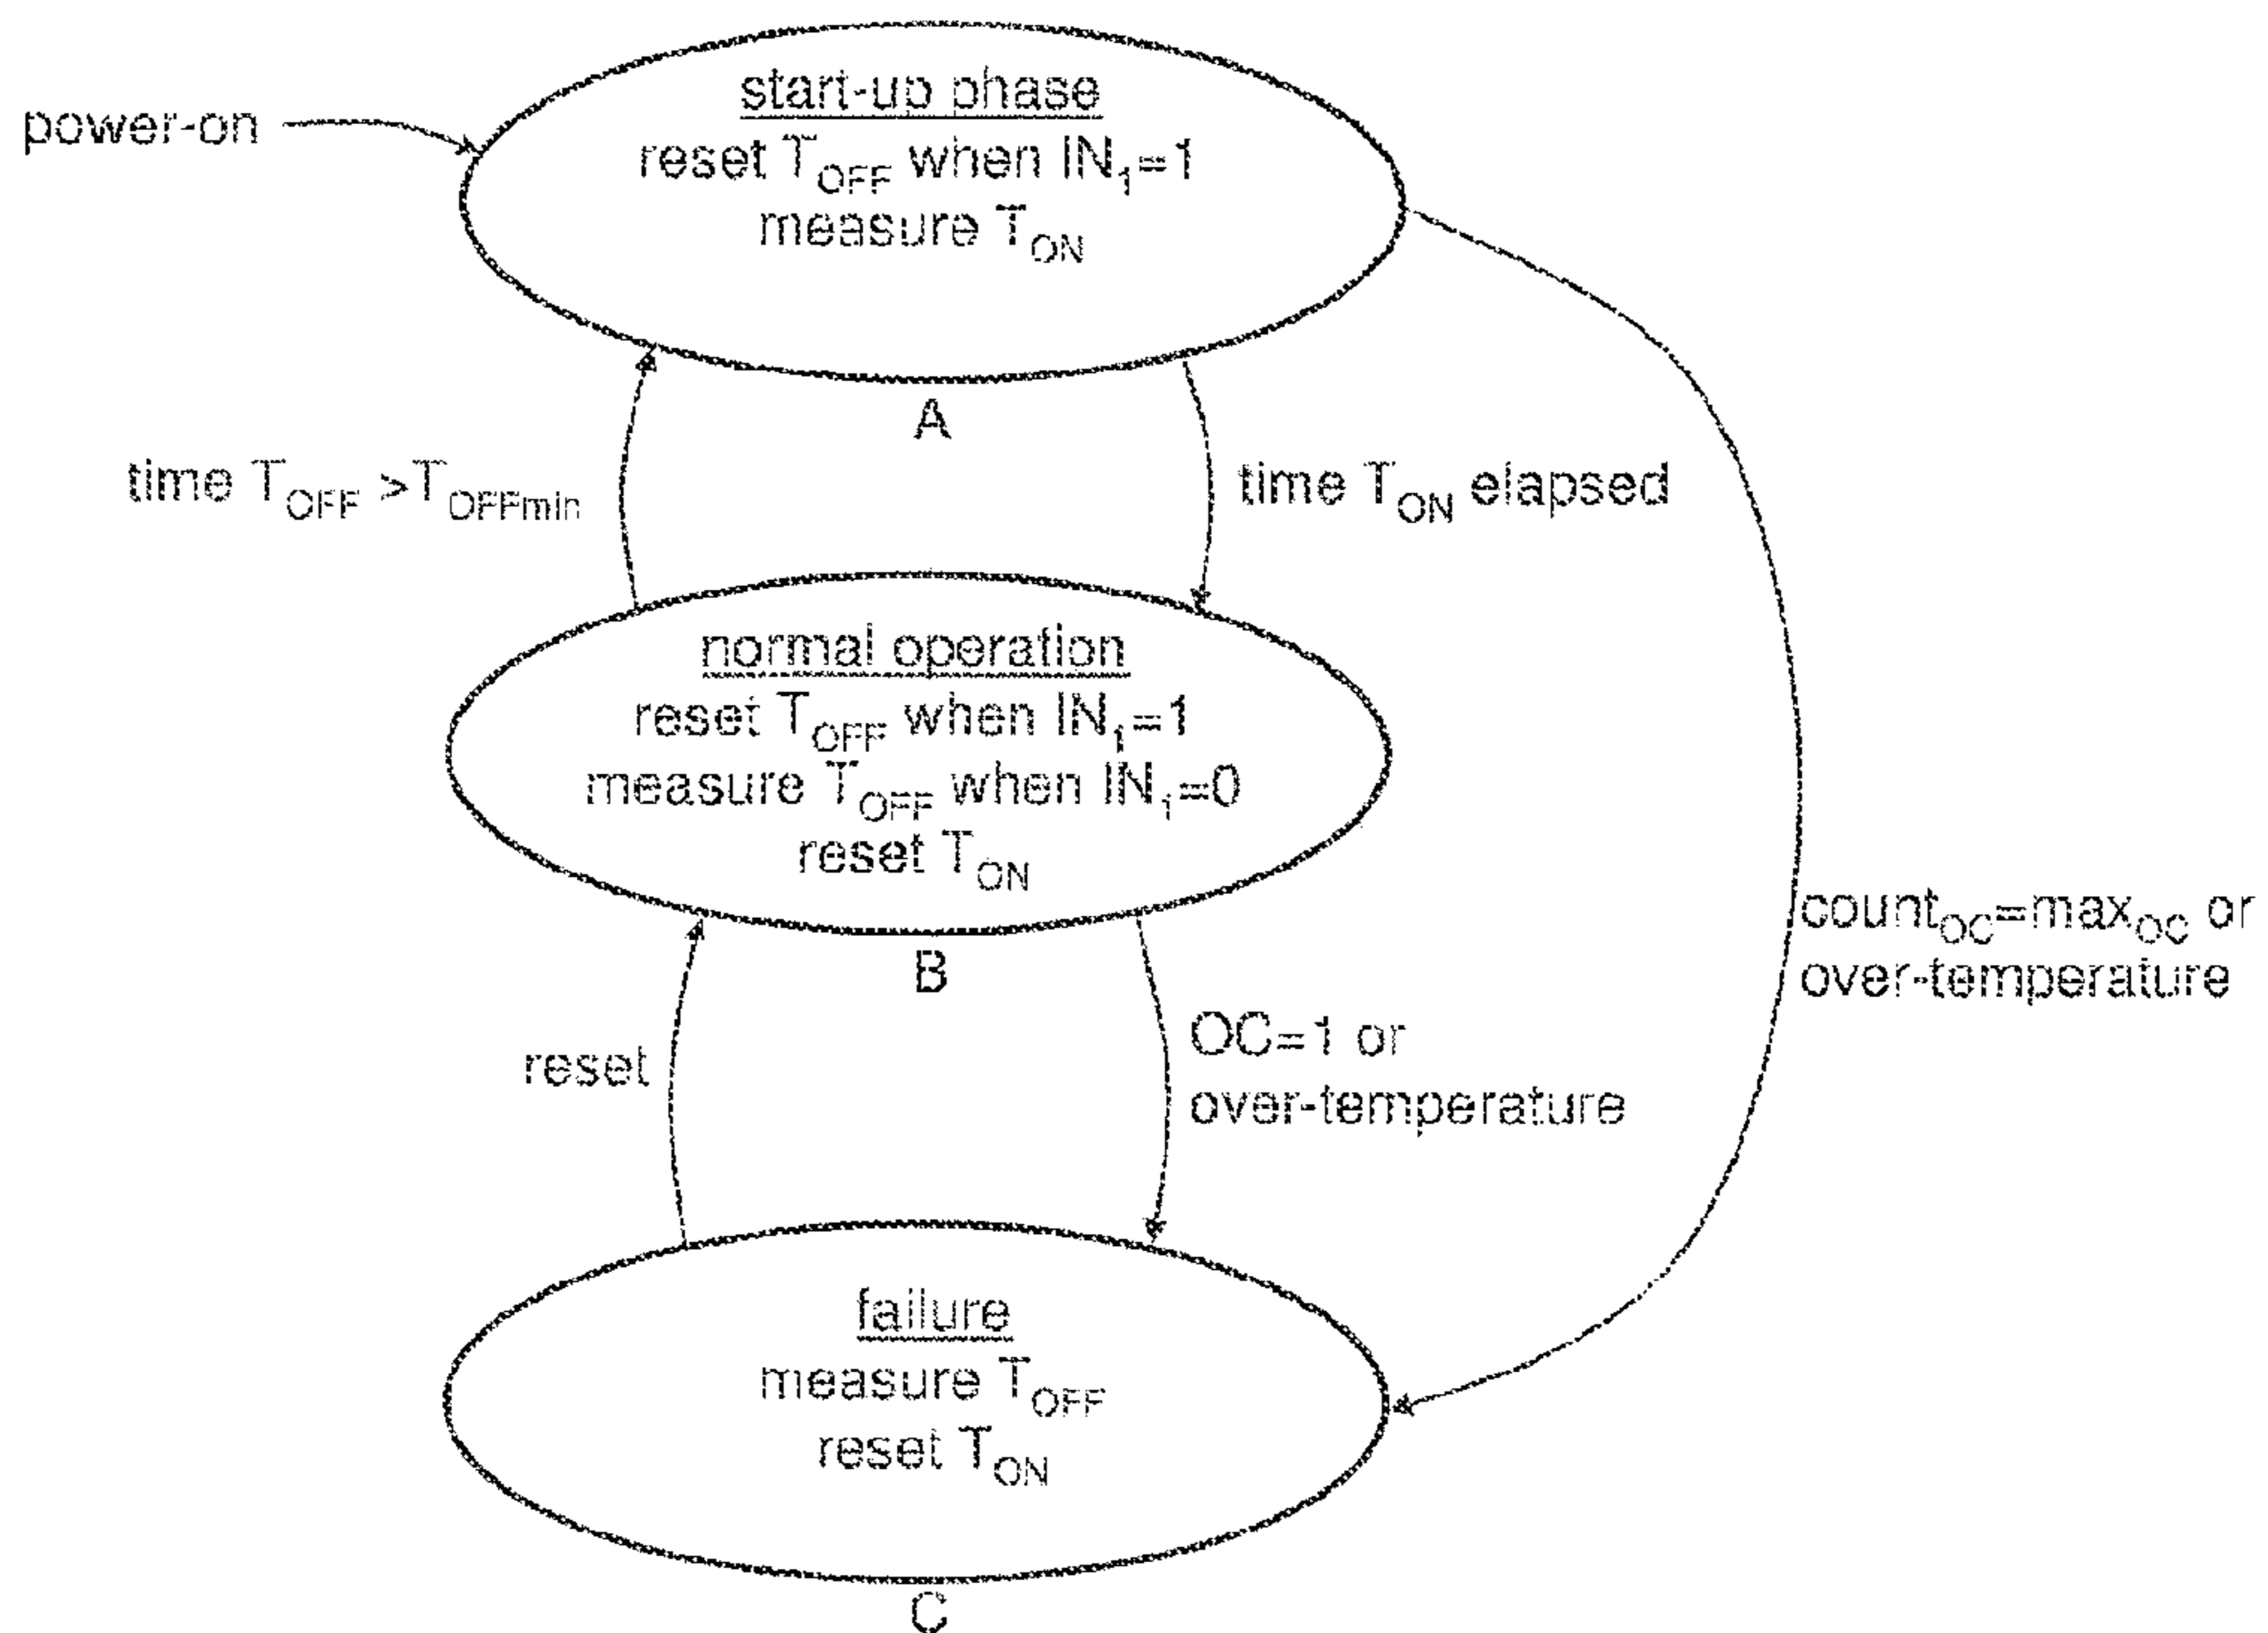 start-up phase
power-on
reset T_OFF when IN_1=1
measure T_ON
A
time T_OFF >T_OFFmin
time T_ON elapsed
normal operation
reset T_OFF when IN_1=1
measure T_OFF when IN_1=0
reset T_ON
B
count_OC=max_OC or
over-temperature
OC=1 or
over-temperature
reset
failure
measure T_OFF
reset T_ON
C